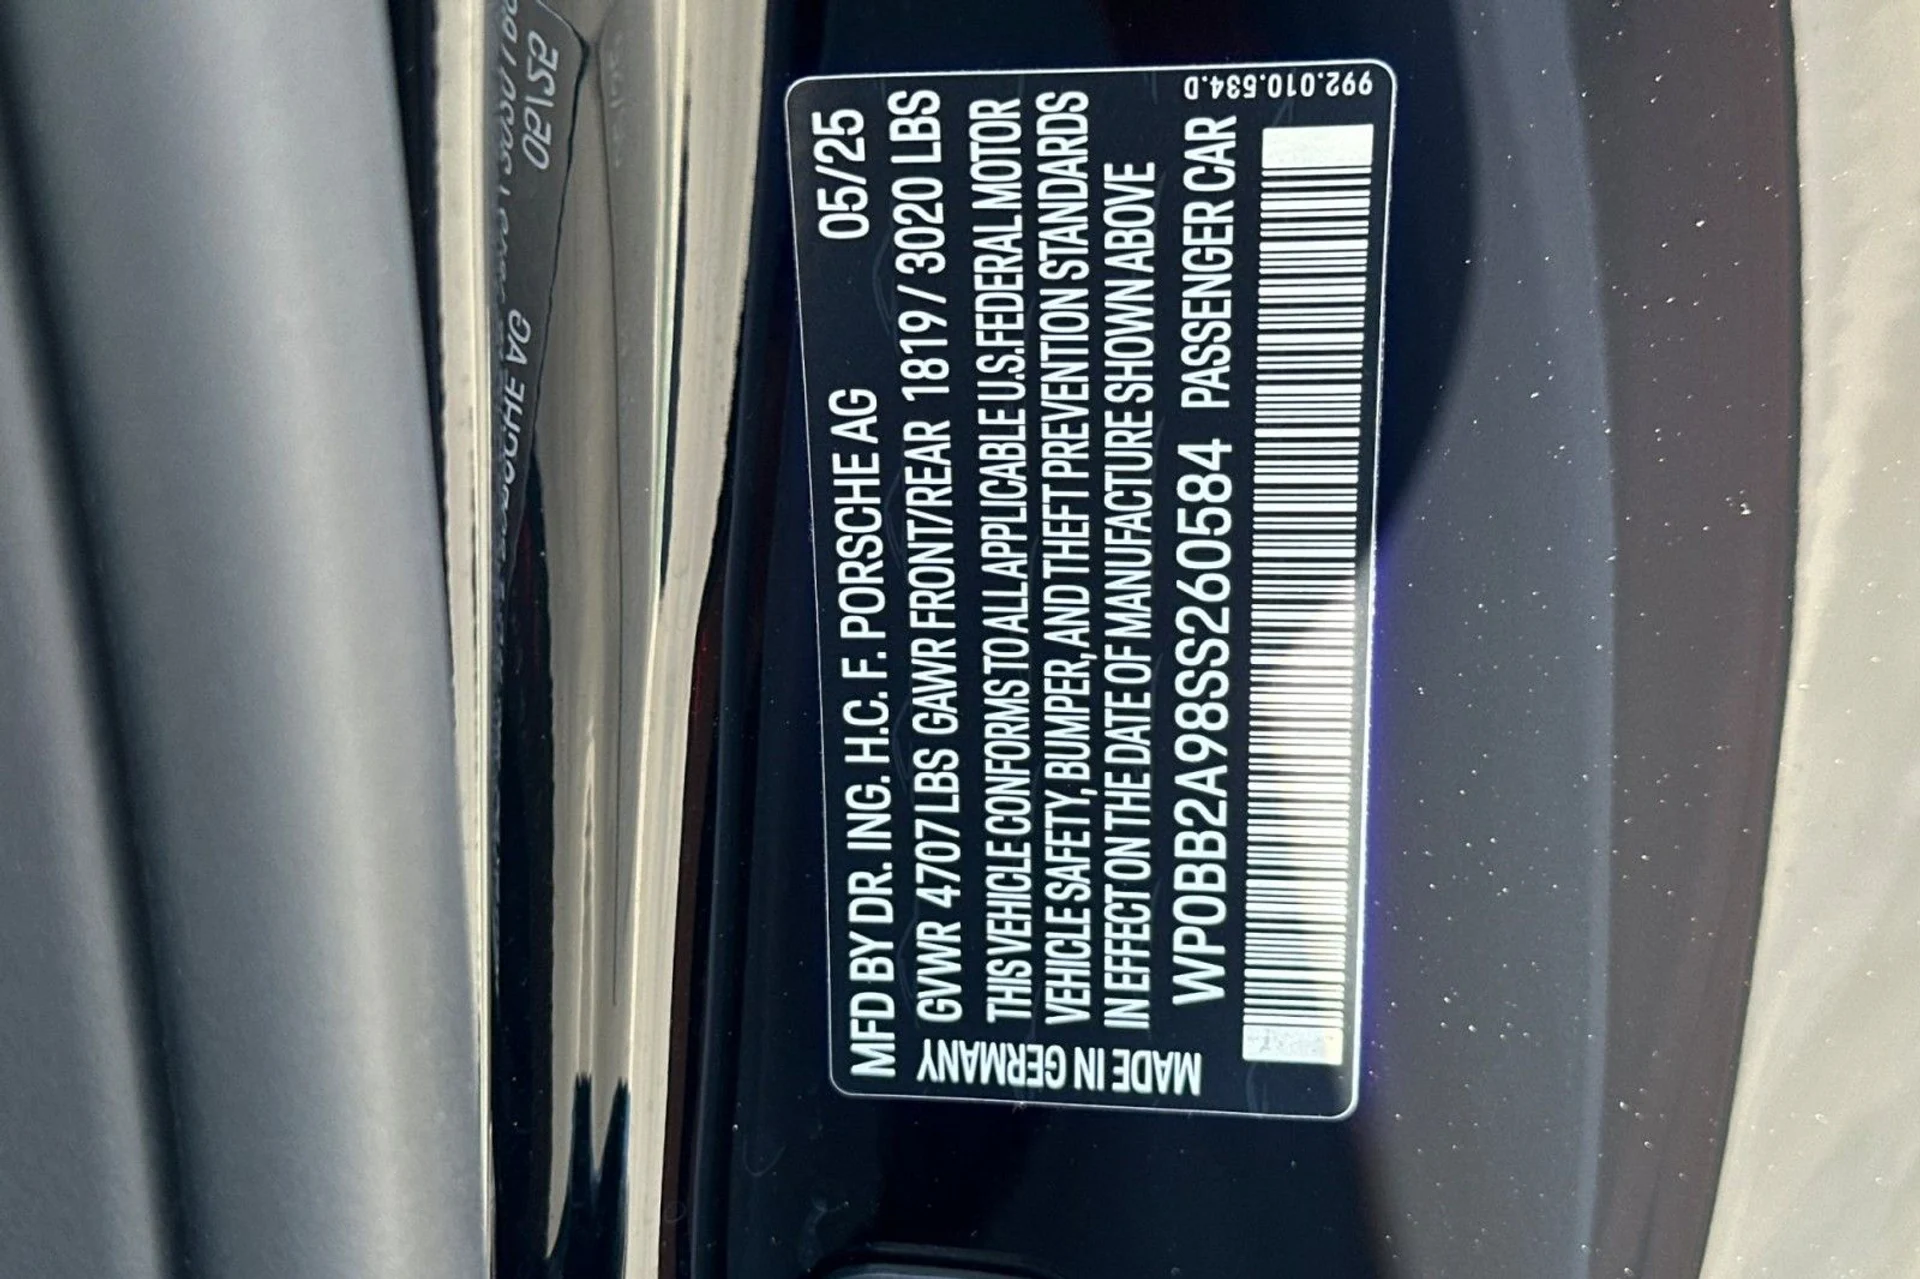 MFD BY DR. ING. H.C. F. PORSCHE AG 05/25
GVWR 4707 LBS GAWR FRONT/REAR 1819 / 3020 LBS
THIS VEHICLE CONFORMS TO ALL APPLICABLE U.S. FEDERAL MOTOR
VEHICLE SAFETY, BUMPER, AND THEFT PREVENTION STANDARDS
IN EFFECT ON THE DATE OF MANUFACTURE SHOWN ABOVE
WP0BB2A98SS260584 PASSENGER CAR
MADE IN GERMANY
992.010.534.D
PORSCHE AG